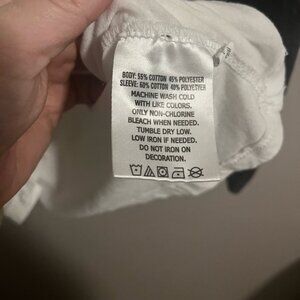 BODY: 55% COTTON 45% POLYESTER
SLEEVE: 60% COTTON 40% POLYETYER
MACHINE WASH COLD
WITH LIKE COLORS.
ONLY NON-CHLORINE
BLEACH WHEN NEEDED.
TUMBLE DRY LOW.
LOW IRON IF NEEDED.
DO NOT IRON ON
DECORATION.